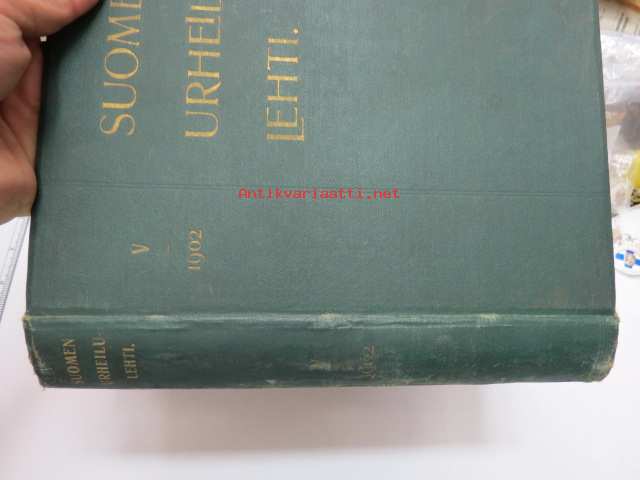 SUOMEN
URHEILU
LEHTI.
V
–
1902
Antikvariaatti.net
SUOMEN
URHEILU-
LEHTI.
V
1902